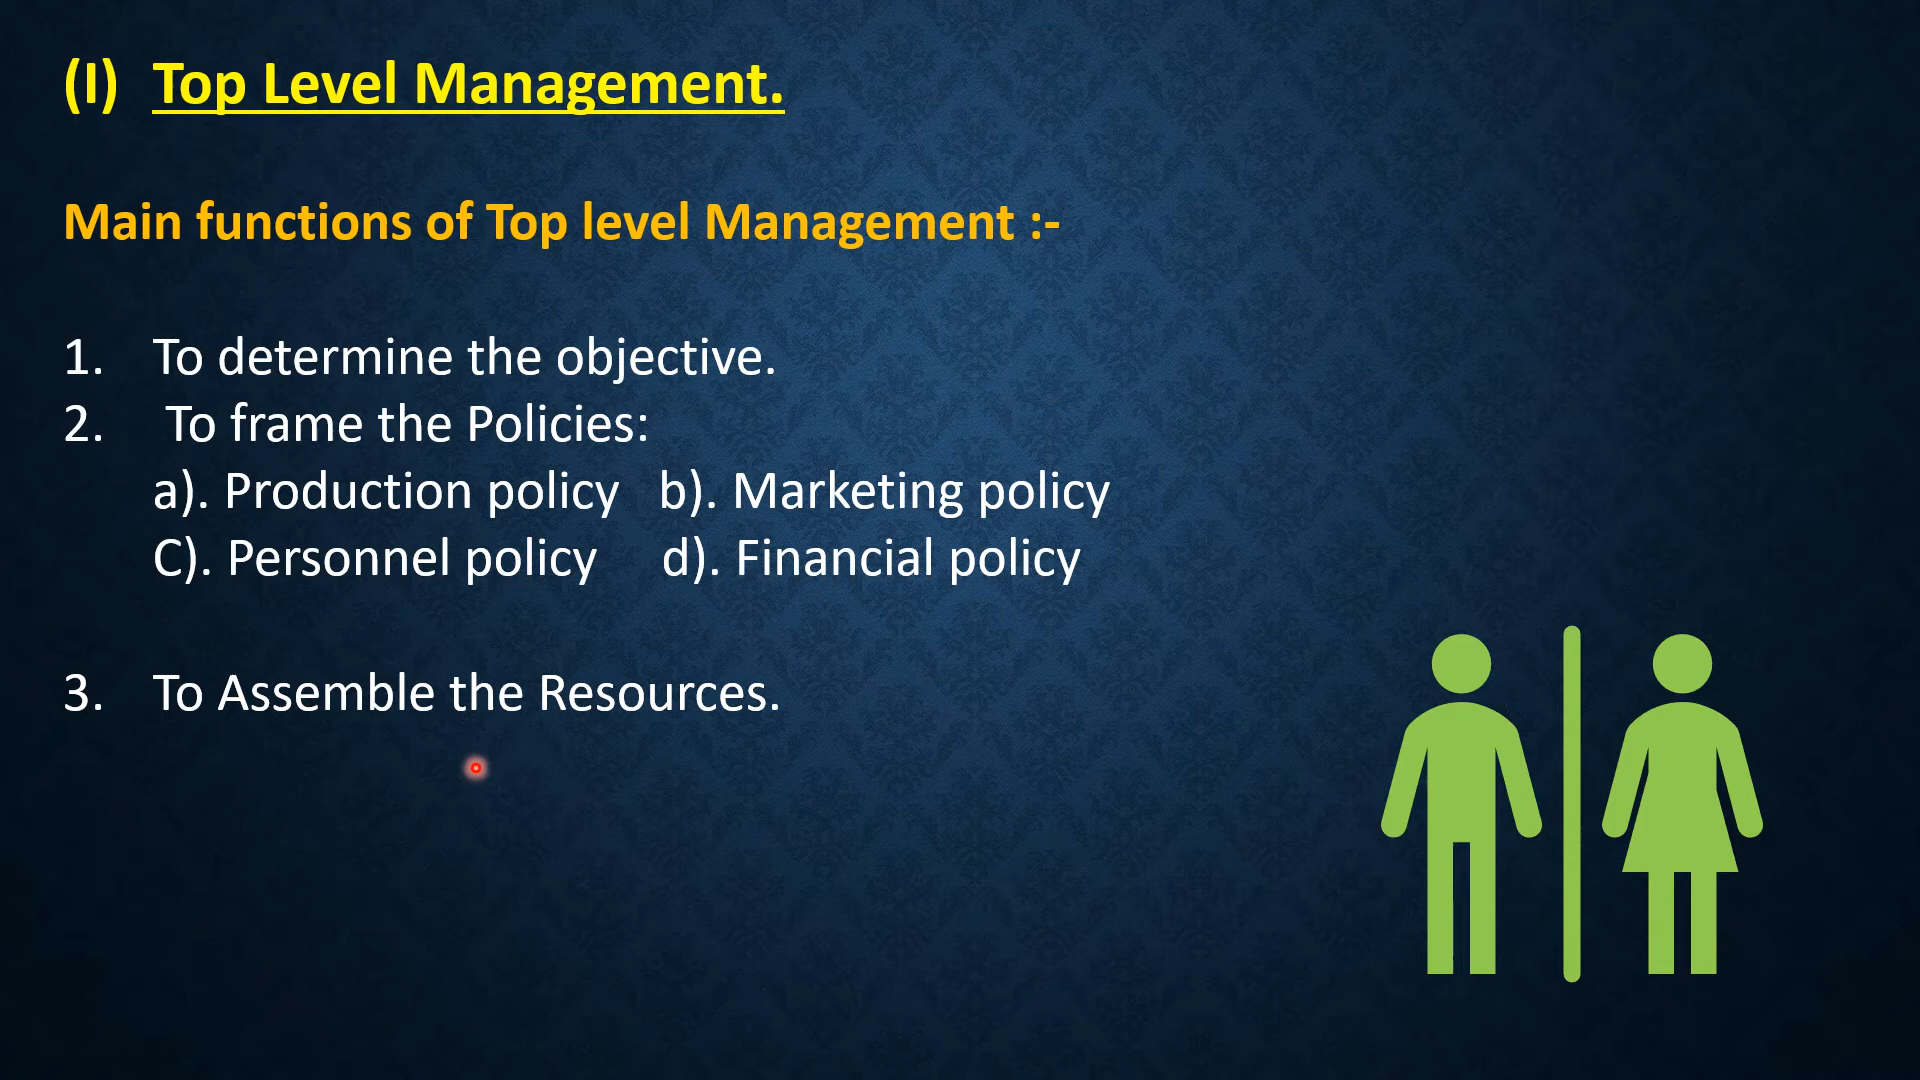 (I) Top Level Management.
Main functions of Top level Management :-
1. To determine the objective.
2. To frame the Policies:
a). Production policy b). Marketing policy
C). Personnel policy d). Financial policy
3. To Assemble the Resources.